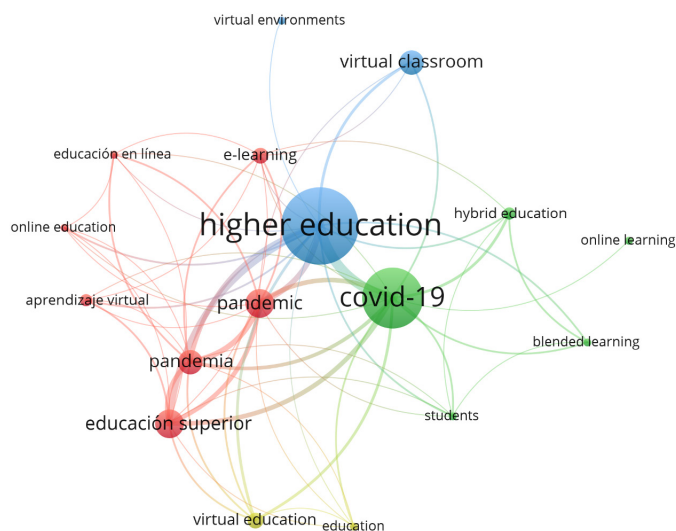 virtual environments
virtual classroom
educación en línea
e-learning
higher education
hybrid education
online education
online learning
aprendizaje virtual
pandemic
covid-19
blended learning
pandemia
educación superior
students
virtual education
education